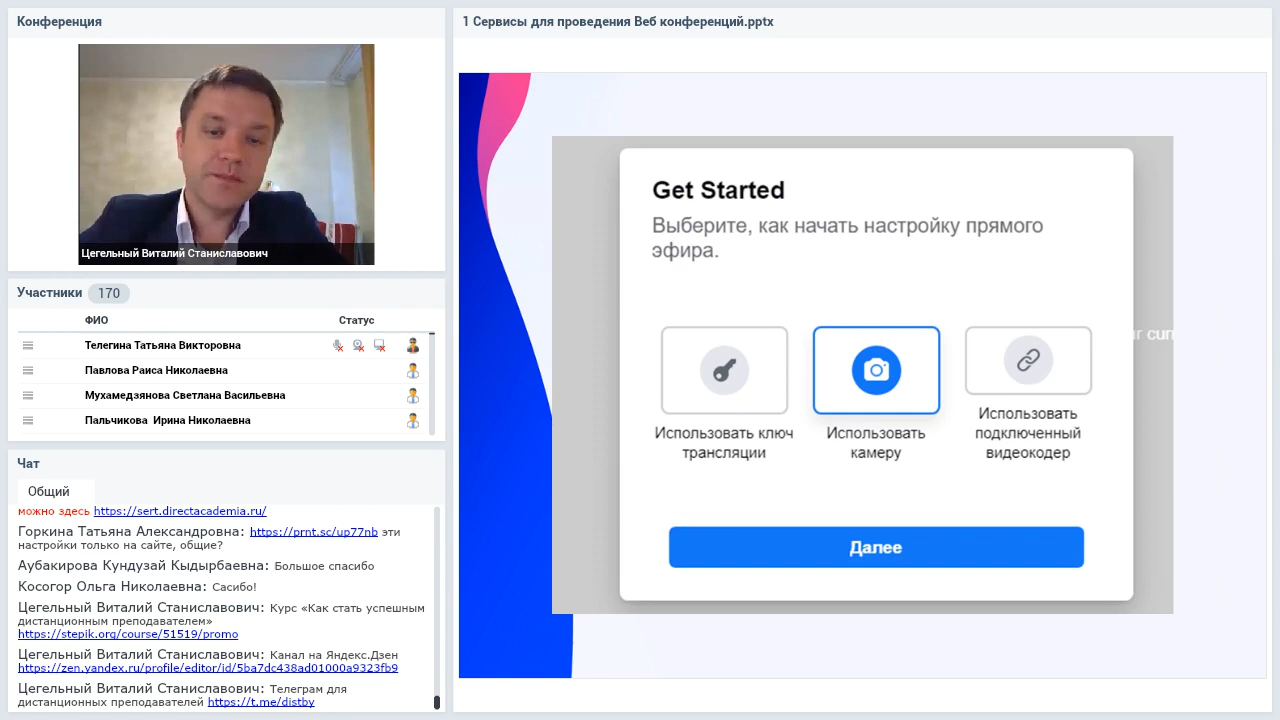 Конференция
Цегельный Виталий Станиславович
Участники 170
ФИО Статус
Телегина Татьяна Викторовна
Павлова Раиса Николаевна
Мухамедзянова Светлана Васильевна
Пальчикова  Ирина Николаевна
Чат
Общий
можно здесь https://sert.directacademia.ru/
Горкина Татьяна Александровна: https://prnt.sc/up77nb эти
настройки только на сайте, общие?
Аубакирова Кундузай Кыдырбаевна: Большое спасибо
Косогор Ольга Николаевна: Сасибо!
Цегельный Виталий Станиславович: Курс «Как стать успешным
дистанционным преподавателем»
https://stepik.org/course/51519/promo
Цегельный Виталий Станиславович: Канал на Яндекс.Дзен
https://zen.yandex.ru/profile/editor/id/5ba7dc438ad01000a9323fb9
Цегельный Виталий Станиславович: Телеграм для
дистанционных преподавателей https://t.me/distby
1 Сервисы для проведения Веб конференций.pptx
Get Started
Выберите, как начать настройку прямого
эфира.
Использовать ключ
трансляции
Использовать
камеру
Использовать
подключенный
видеокодер
Далее